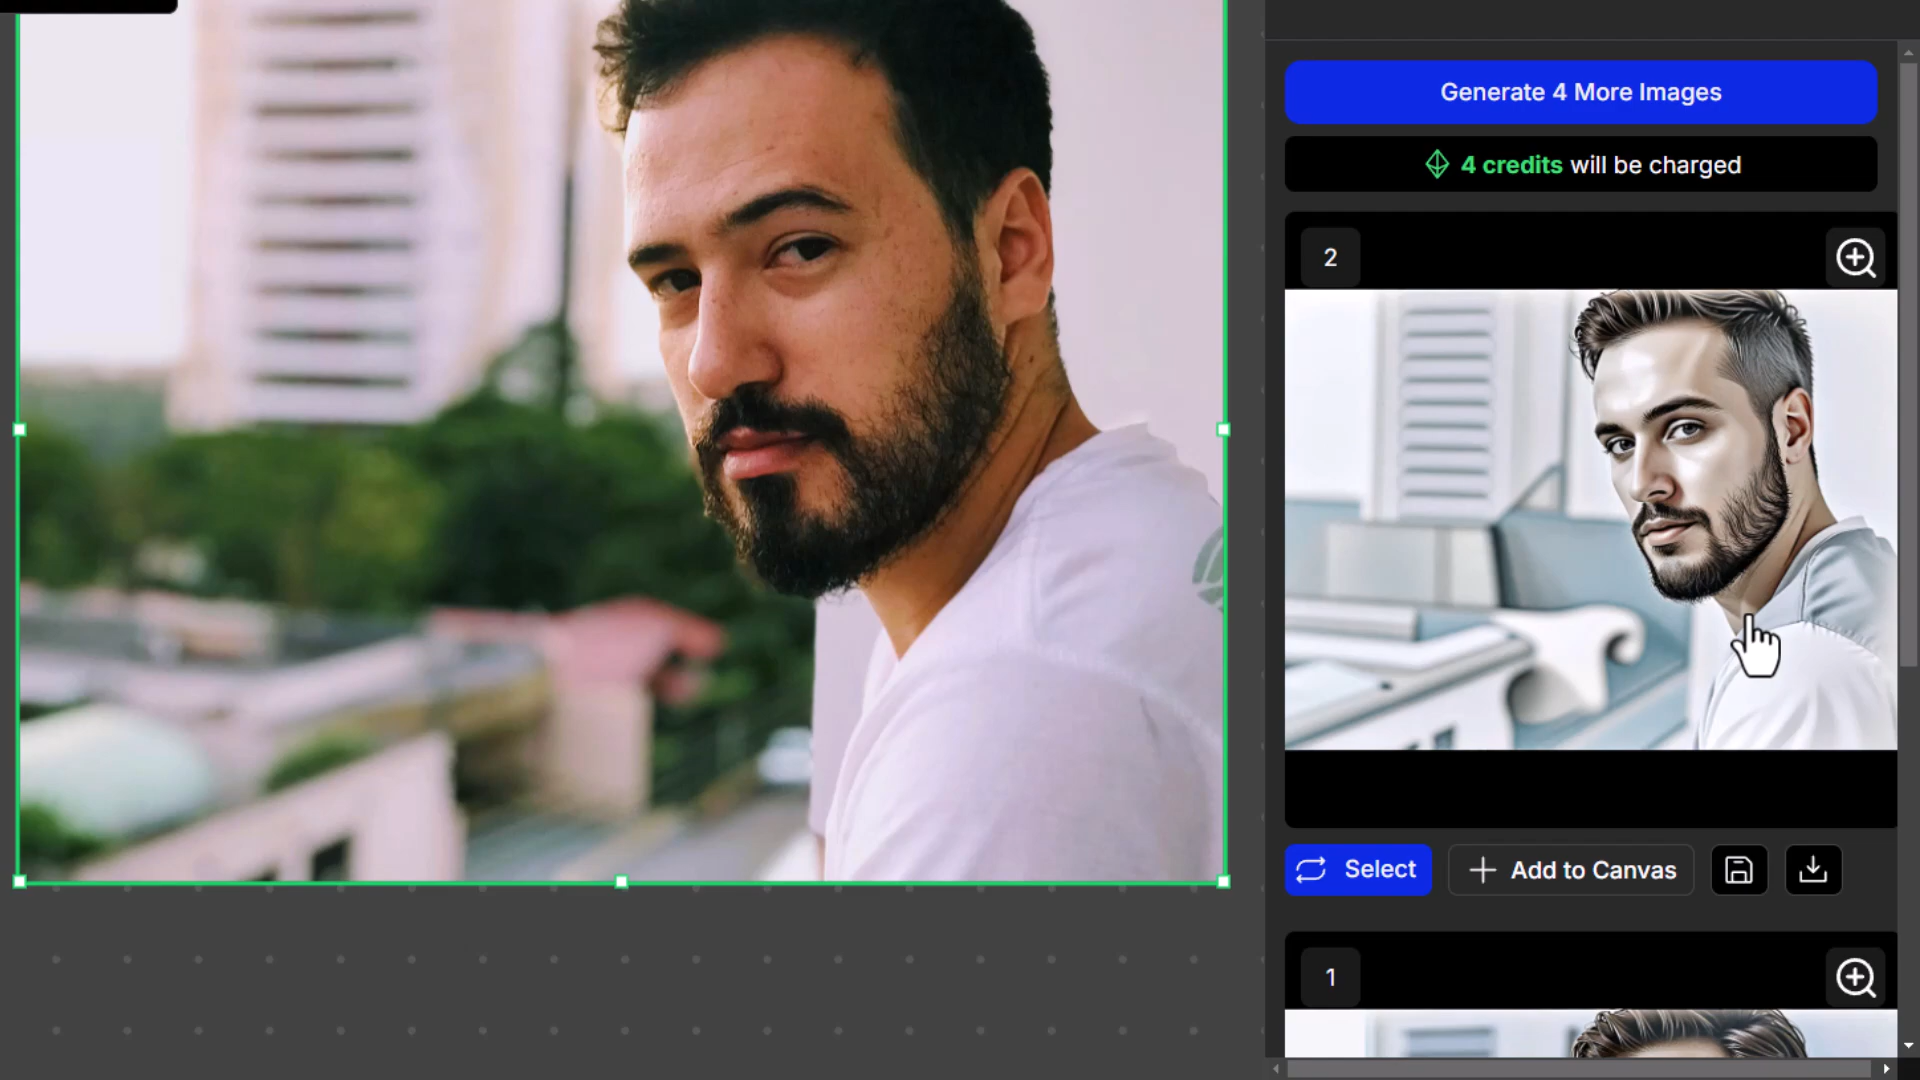 Generate 4 More Images
4 credits will be charged
2
Select
Add to Canvas
1